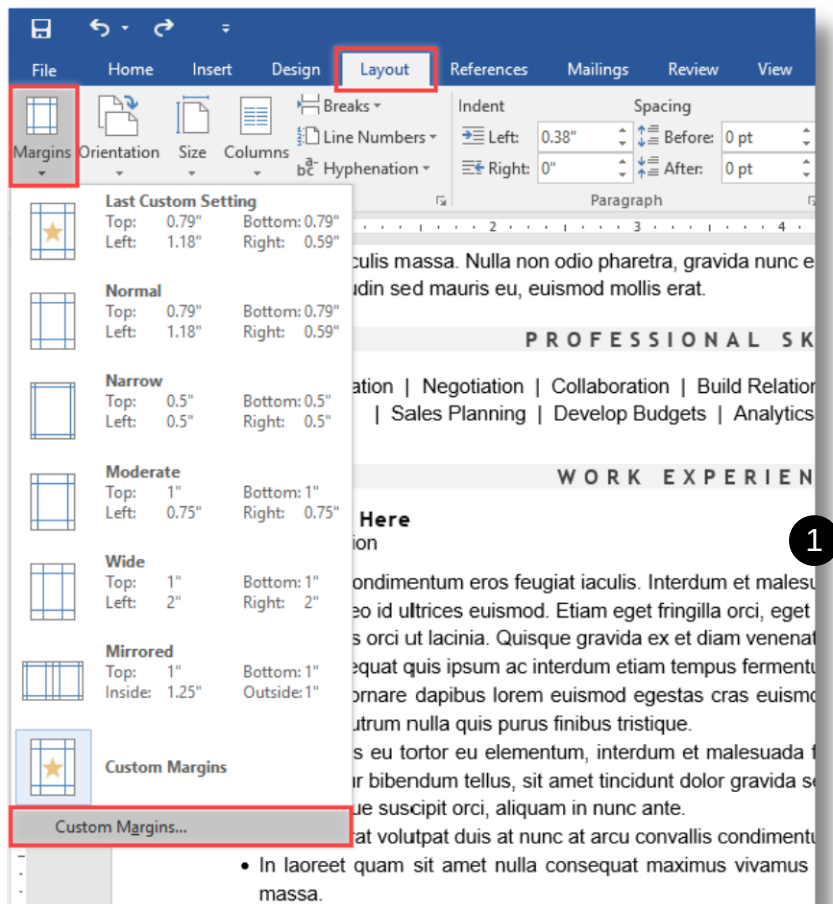 File Home Insert Design Layout References Mailings Review View
Margins Orientation Size Columns
Breaks
Line Numbers
Hyphenation
Indent
Left: 0.38"
Right: 0"
Spacing
Before: 0 pt
After: 0 pt
Paragraph
2 3 4
Last Custom Setting
Top: 0.79" Bottom: 0.79"
Left: 1.18" Right: 0.59"
Normal
Top: 0.79" Bottom: 0.79"
Left: 1.18" Right: 0.59"
Narrow
Top: 0.5" Bottom: 0.5"
Left: 0.5" Right: 0.5"
Moderate
Top: 1" Bottom: 1"
Left: 0.75" Right: 0.75"
Wide
Top: 1" Bottom: 1"
Left: 2" Right: 2"
Mirrored
Top: 1" Bottom: 1"
Inside: 1.25" Outside: 1"
Custom Margins
Custom Margins...
culis massa. Nulla non odio pharetra, gravida nunc e
din sed mauris eu, euismod mollis erat.
PROFESSIONAL SK
ation | Negotiation | Collaboration | Build Relation
| Sales Planning | Develop Budgets | Analytics
WORK EXPERIEN
Here
ion
1
ondimentum eros feugiat iaculis. Interdum et malesu
eo id ultrices euismod. Etiam eget fringilla orci, eget
s orci ut lacinia. Quisque gravida ex et diam venenat
equat quis ipsum ac interdum etiam tempus fermentu
ornare dapibus lorem euismod egestas cras euismo
utrum nulla quis purus finibus tristique.
s eu tortor eu elementum, interdum et malesuada f
r bibendum tellus, sit amet tincidunt dolor gravida se
ue suscipit orci, aliquam in nunc ante.
rat volutpat duis at nunc at arcu convallis condimentu
• In laoreet quam sit amet nulla consequat maximus vivamus
massa.